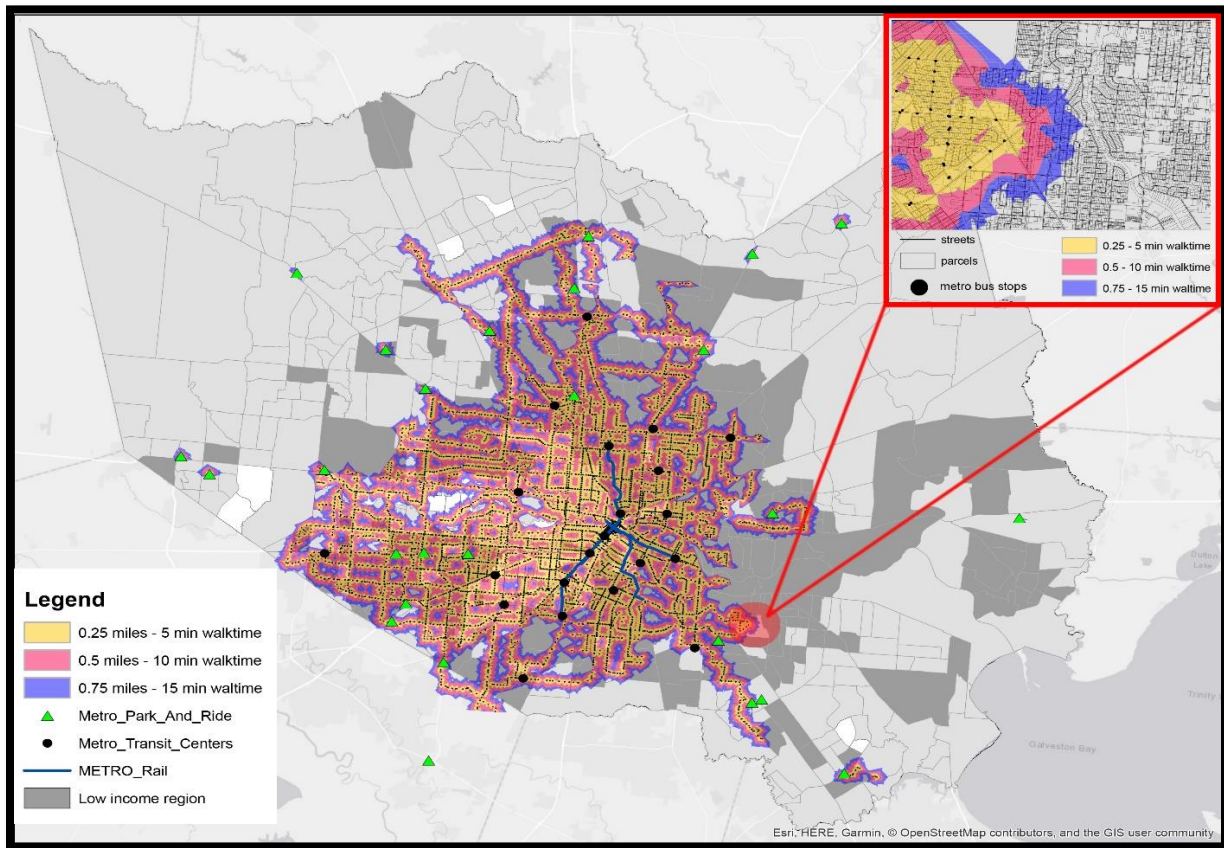 streets
parcels
metro bus stops
0.25 - 5 min walktime
0.5 - 10 min walktime
0.75 - 15 min waltime
Legend
0.25 miles - 5 min walktime
0.5 miles - 10 min walktime
0.75 miles - 15 min waltime
Metro_Park_And_Ride
Metro_Transit_Centers
METRO_Rail
Low income region
Lake
Trinity
Galveston Bay
Esri, HERE, Garmin, © OpenStreetMap contributors, and the GIS user community